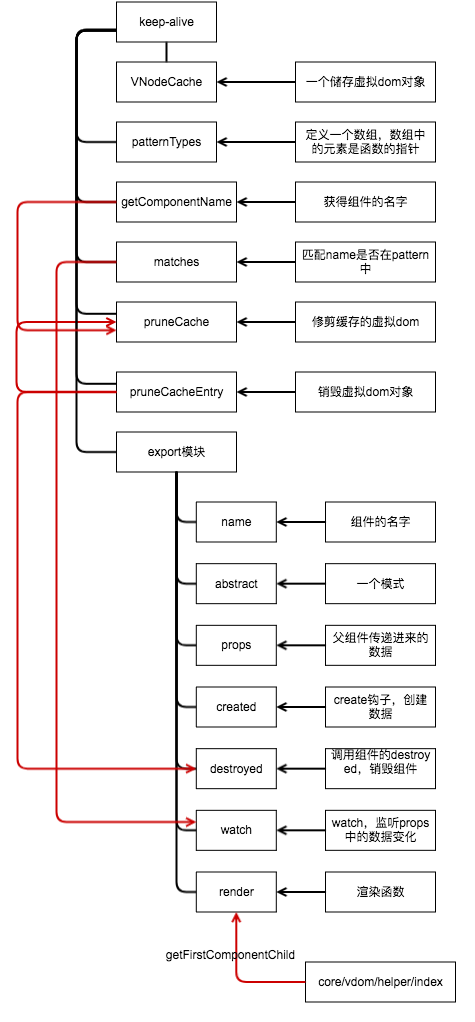 keep-alive
VNodeCache
一个储存虚拟dom对象
patternTypes
定义一个数组，数组中
的元素是函数的指针
getComponentName
获得组件的名字
matches
匹配name是否在pattern
中
pruneCache
修剪缓存的虚拟dom
pruneCacheEntry
销毁虚拟dom对象
export模块
name
组件的名字
abstract
一个模式
props
父组件传递进来的
数据
created
create钩子，创建
数据
destroyed
调用组件的destroy
ed，销毁组件
watch
watch，监听props
中的数据变化
render
渲染函数
getFirstComponentChild
core/vdom/helper/index